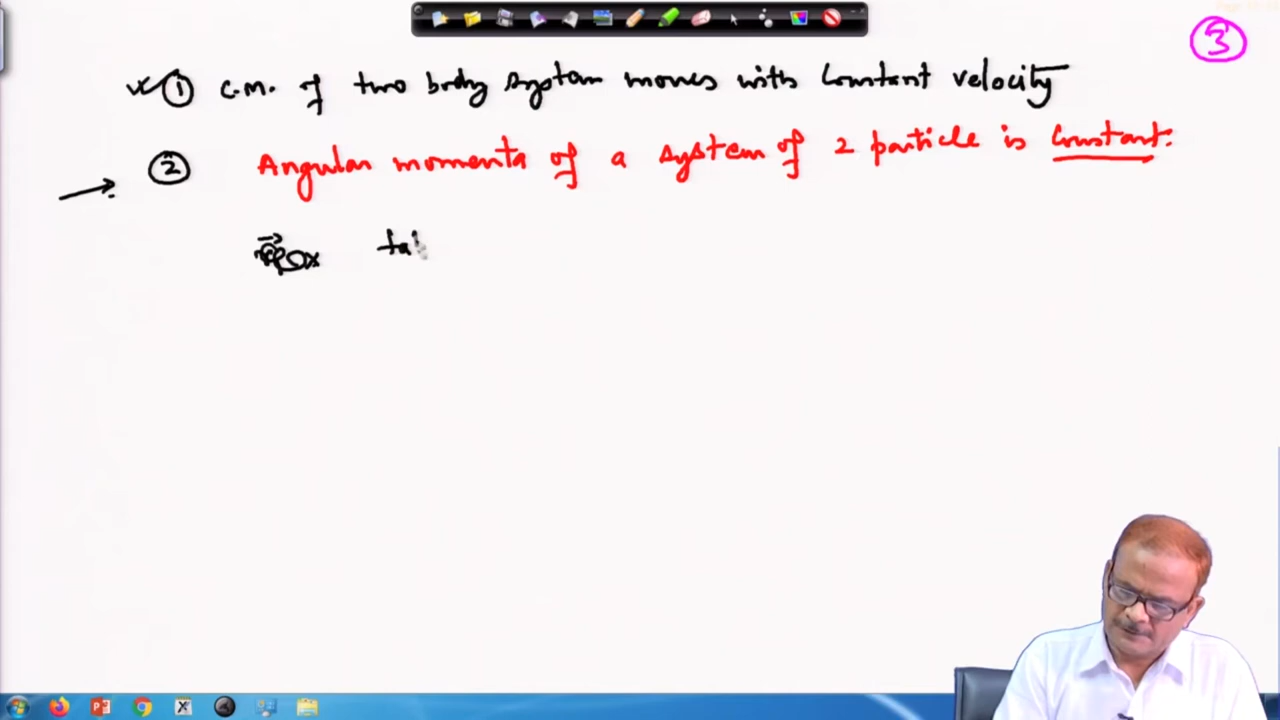 3
① C.M. of two body system moves with constant velocity
② Angular momenta of a system of 2 particle is constant.